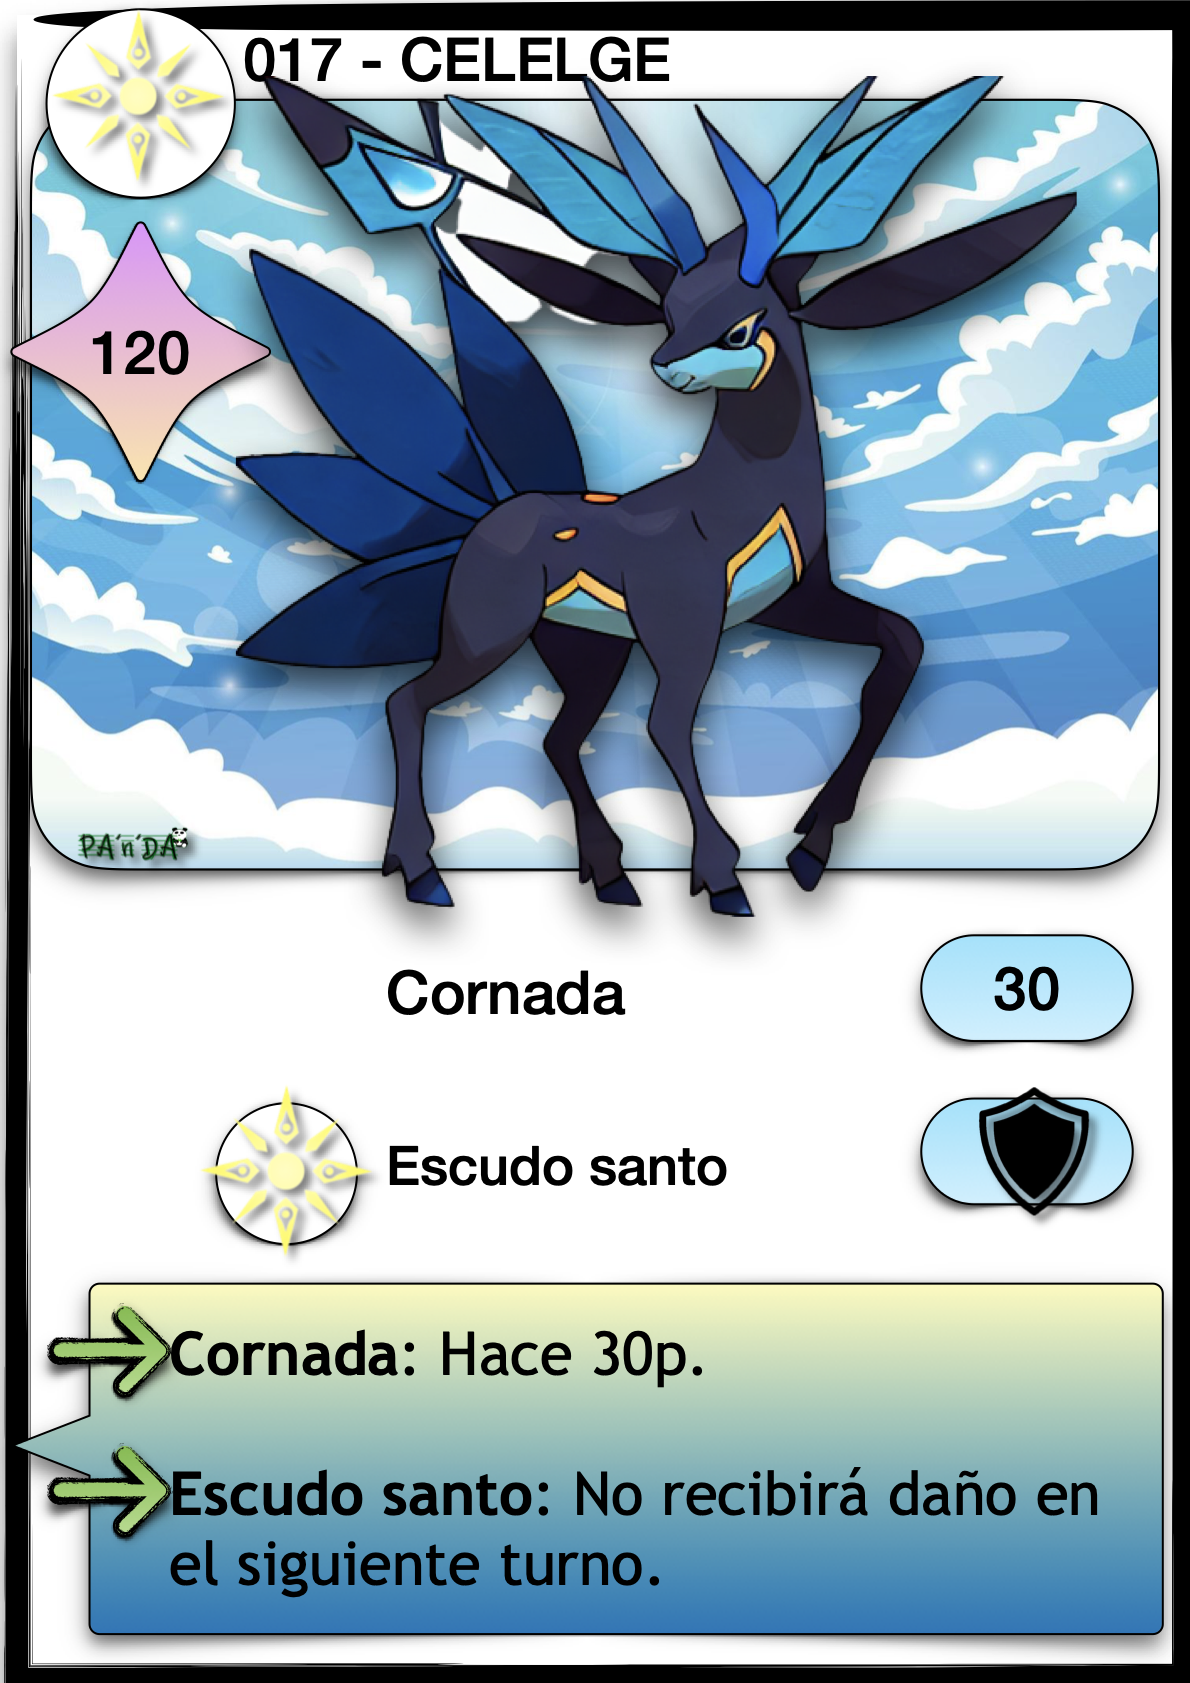 017 - CELELGE
120
PA'n'DA
Cornada
30
Escudo santo
Cornada: Hace 30p.
Escudo santo: No recibirá daño en
el siguiente turno.